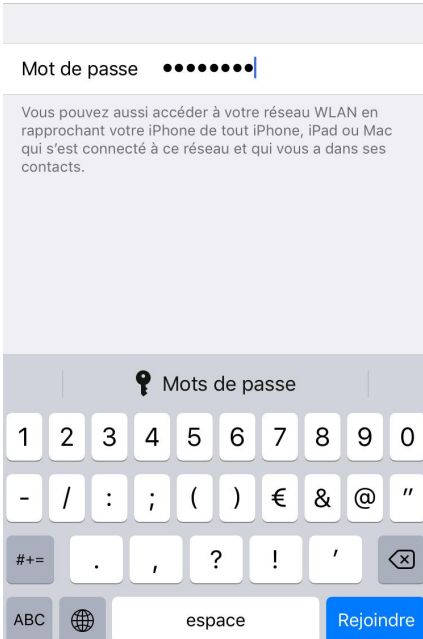 Mot de passe ••••••••
Vous pouvez aussi accéder à votre réseau WLAN en
rapprochant votre iPhone de tout iPhone, iPad ou Mac
qui s’est connecté à ce réseau et qui vous a dans ses
contacts.
Mots de passe
1 2 3 4 5 6 7 8 9 0
- / : ; ( ) € & @ "
#+= . , ? ! ’
ABC espace Rejoindre